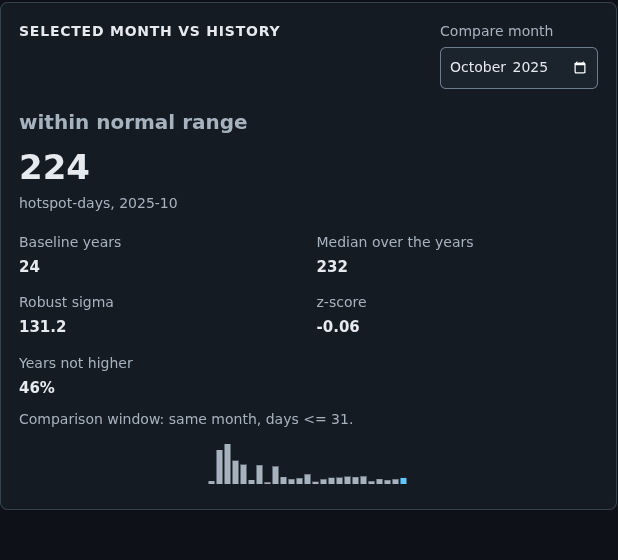 SELECTED MONTH VS HISTORY
Compare month
October 2025
within normal range
224
hotspot-days, 2025-10
Baseline years
24
Median over the years
232
Robust sigma
131.2
z-score
-0.06
Years not higher
46%
Comparison window: same month, days <= 31.